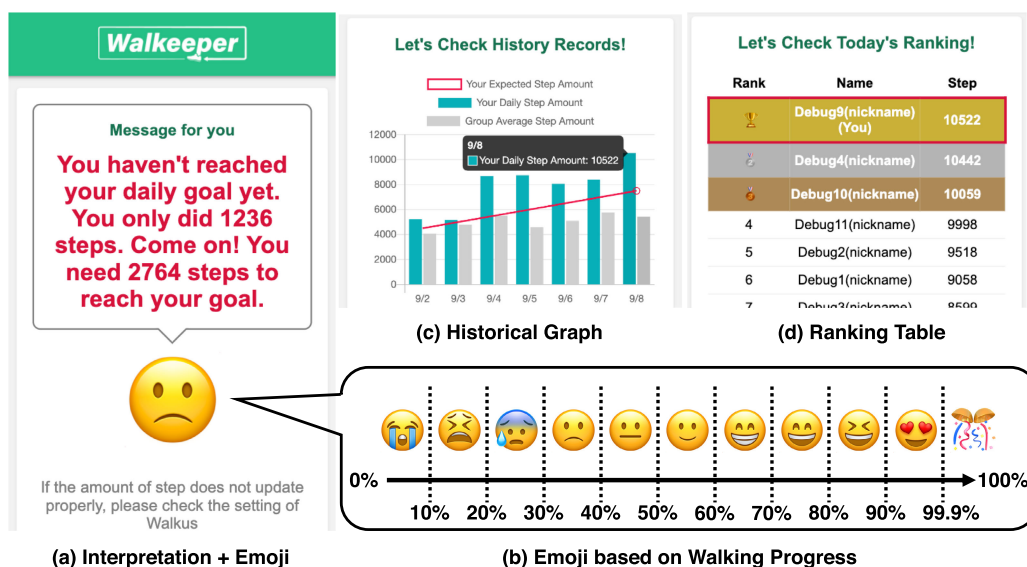 Walkeeper
Message for you
You haven't reached
your daily goal yet.
You only did 1236
steps. Come on! You
need 2764 steps to
reach your goal.
If the amount of step does not update
properly, please check the setting of
Walkus
(a) Interpretation + Emoji
Let's Check History Records!
Your Expected Step Amount
Your Daily Step Amount
Group Average Step Amount
12000
10000
8000
6000
4000
2000
0
9/8
Your Daily Step Amount: 10522
9/2 9/3 9/4 9/5 9/6 9/7 9/8
(c) Historical Graph
Let's Check Today's Ranking!
Rank Name Step
Debug9(nickname)
(You) 10522
Debug4(nickname) 10442
Debug10(nickname) 10059
4 Debug11(nickname) 9998
5 Debug2(nickname) 9518
6 Debug1(nickname) 9058
7 Debug3(nickname) 8599
(d) Ranking Table
0% 100%
10% 20% 30% 40% 50% 60% 70% 80% 90% 99.9%
(b) Emoji based on Walking Progress